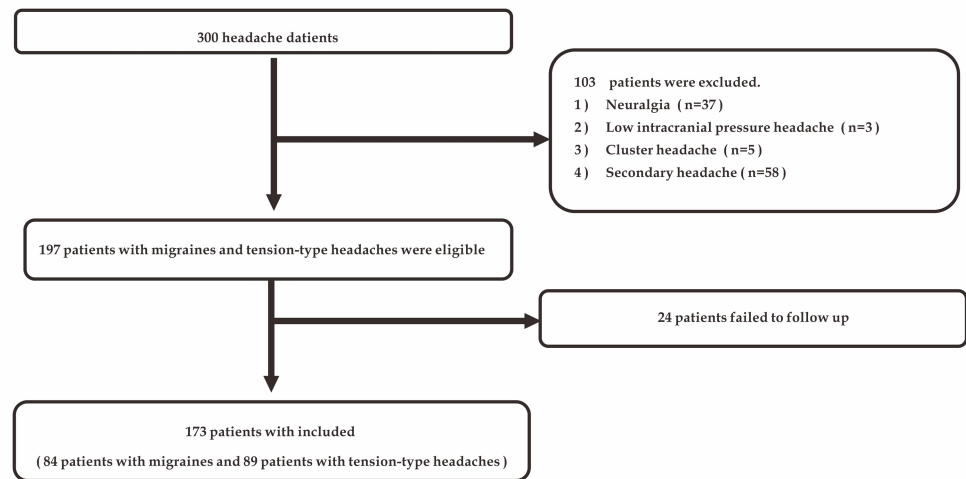 300 headache datients
103 patients were excluded.
1 ) Neuralgia ( n=37 )
2 ) Low intracranial pressure headache ( n=3 )
3 ) Cluster headache ( n=5 )
4 ) Secondary headache ( n=58 )
197 patients with migraines and tension-type headaches were eligible
24 patients failed to follow up
173 patients with included
( 84 patients with migraines and 89 patients with tension-type headaches )